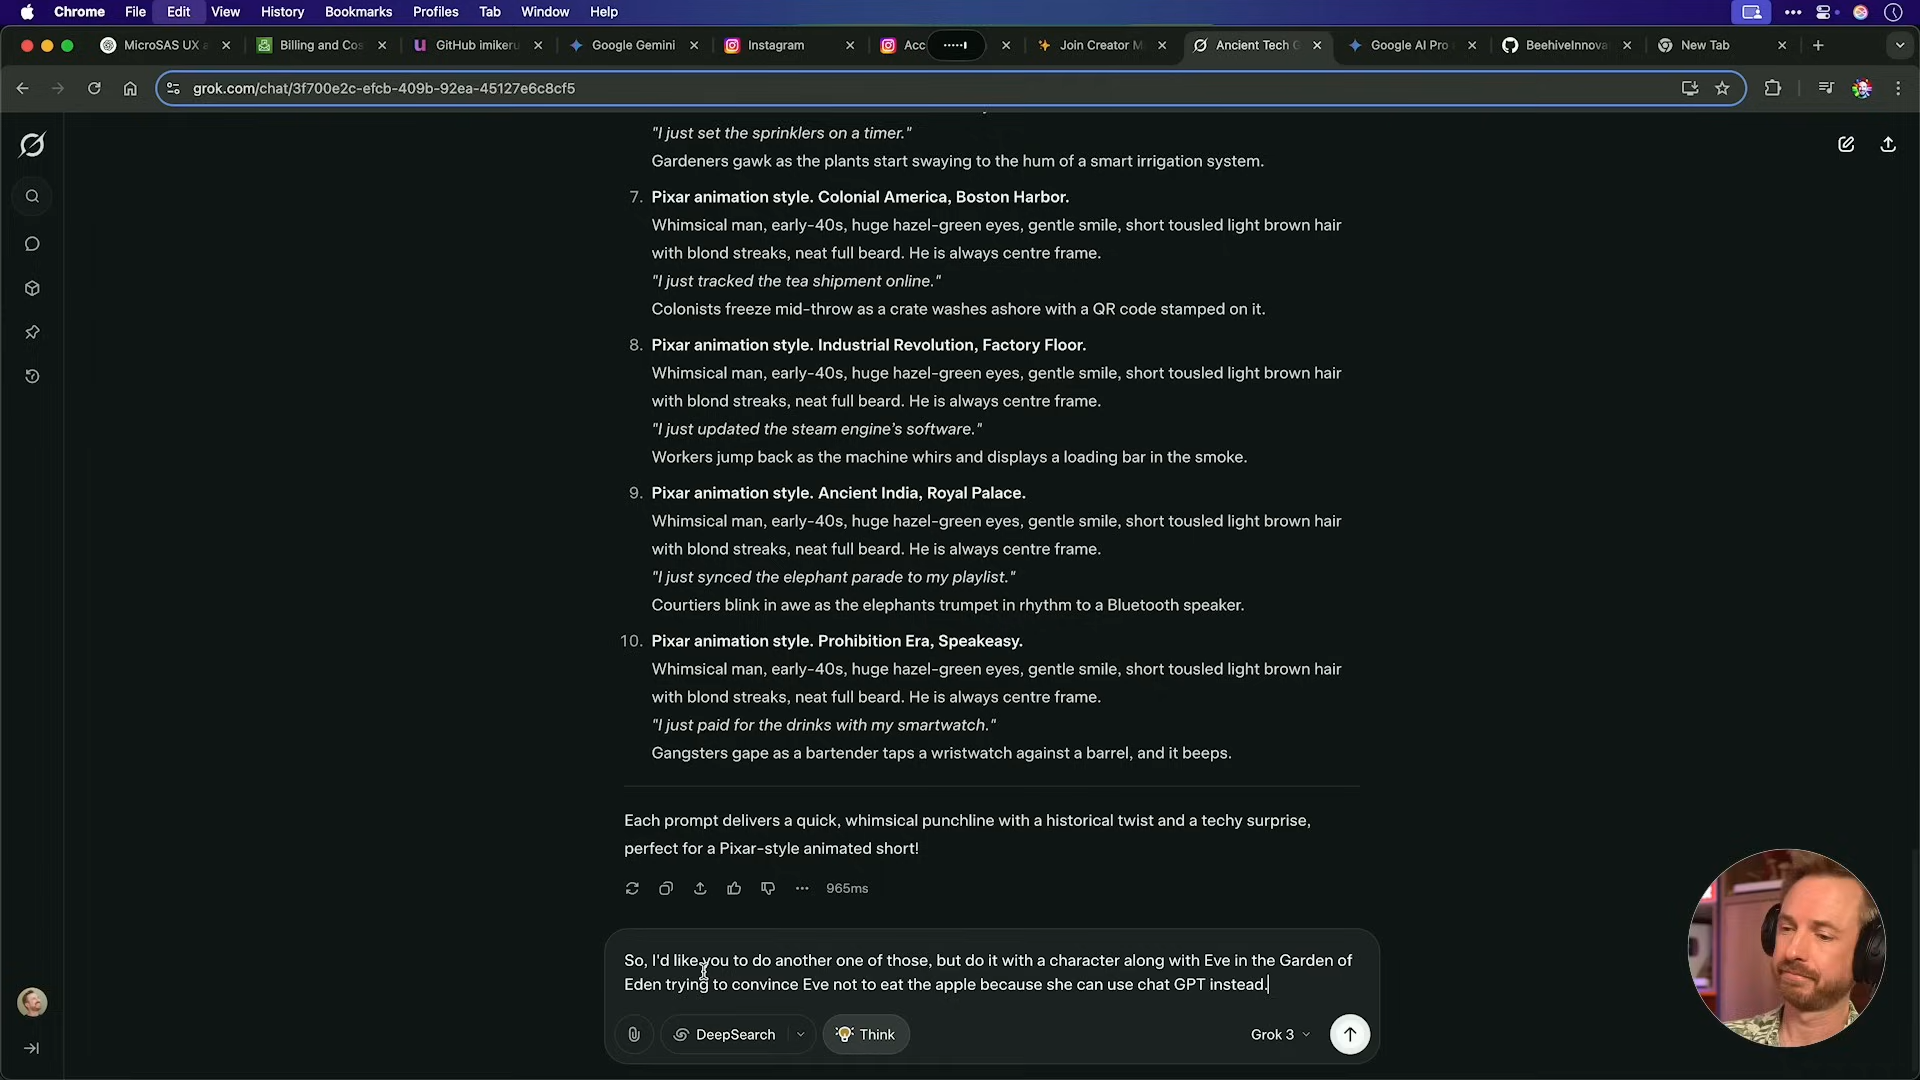 Chrome File Edit View History Bookmarks Profiles Tab Window Help
MicroSAS UX a
Billing and Cos
GitHub imikeru
Google Gemini
Instagram
Acc
Join Creator M
Ancient Tech G
Google AI Pro
BeehiveInnova
New Tab
grok.com/chat/3f700e2c-efcb-409b-92ea-45127e6c8cf5
"I just set the sprinklers on a timer."
Gardeners gawk as the plants start swaying to the hum of a smart irrigation system.
7. Pixar animation style. Colonial America, Boston Harbor.
Whimsical man, early-40s, huge hazel-green eyes, gentle smile, short tousled light brown hair
with blond streaks, neat full beard. He is always centre frame.
"I just tracked the tea shipment online."
Colonists freeze mid-throw as a crate washes ashore with a QR code stamped on it.
8. Pixar animation style. Industrial Revolution, Factory Floor.
Whimsical man, early-40s, huge hazel-green eyes, gentle smile, short tousled light brown hair
with blond streaks, neat full beard. He is always centre frame.
"I just updated the steam engine’s software."
Workers jump back as the machine whirs and displays a loading bar in the smoke.
9. Pixar animation style. Ancient India, Royal Palace.
Whimsical man, early-40s, huge hazel-green eyes, gentle smile, short tousled light brown hair
with blond streaks, neat full beard. He is always centre frame.
"I just synced the elephant parade to my playlist."
Courtiers blink in awe as the elephants trumpet in rhythm to a Bluetooth speaker.
10. Pixar animation style. Prohibition Era, Speakeasy.
Whimsical man, early-40s, huge hazel-green eyes, gentle smile, short tousled light brown hair
with blond streaks, neat full beard. He is always centre frame.
"I just paid for the drinks with my smartwatch."
Gangsters gape as a bartender taps a wristwatch against a barrel, and it beeps.
Each prompt delivers a quick, whimsical punchline with a historical twist and a techy surprise,
perfect for a Pixar-style animated short!
965ms
So, I'd like you to do another one of those, but do it with a character along with Eve in the Garden of
Eden trying to convince Eve not to eat the apple because she can use chat GPT instead.
DeepSearch
Think
Grok 3